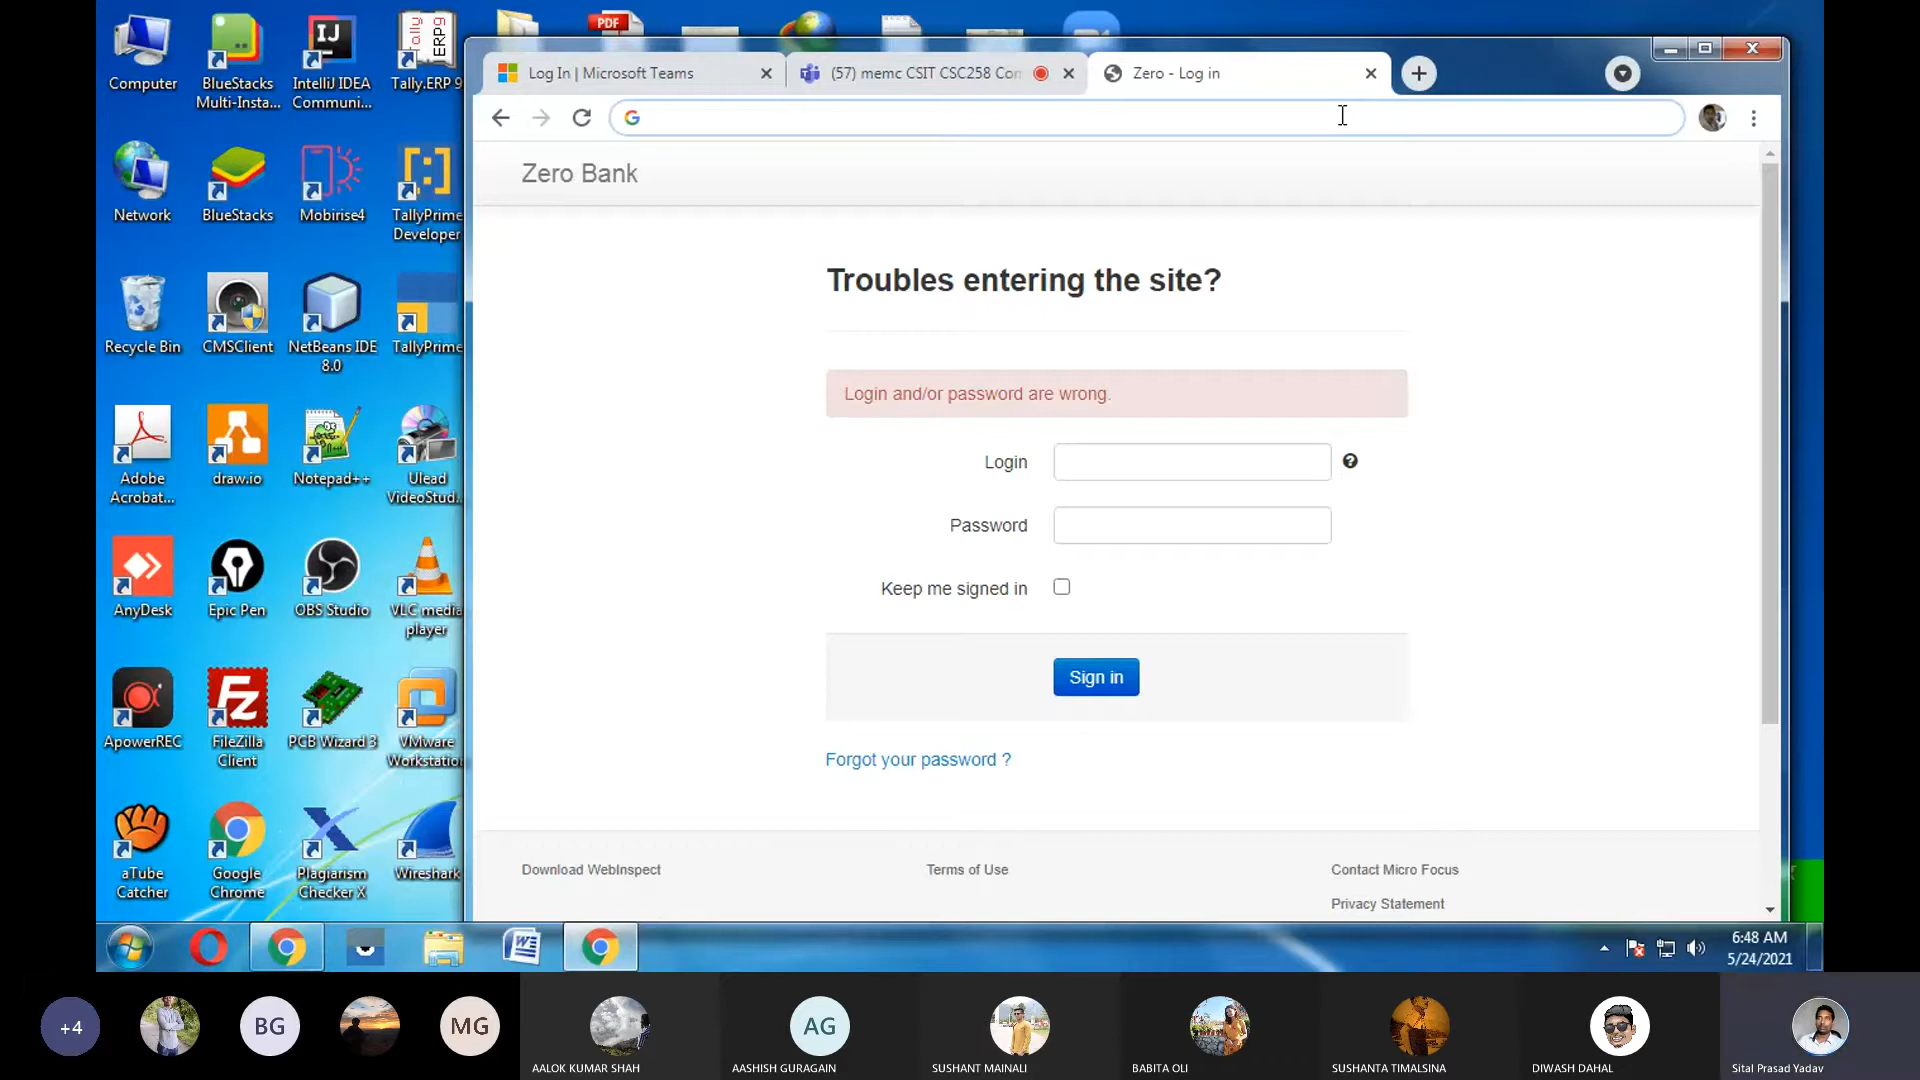 Computer
BlueStacks
Multi-Insta...
IntelliJ IDEA
Communi...
Tally.ERP 9
IJ
Tally
ERP9
PDF
Log In | Microsoft Teams
(57) memc CSIT CSC258 Con
Zero - Log in
Zero Bank
Network
BlueStacks
Mobirise4
TallyPrime
Developer
Troubles entering the site?
Recycle Bin
CMSClient
NetBeans IDE
8.0
TallyPrime
Login and/or password are wrong.
Login
Password
Keep me signed in
Sign in
Forgot your password ?
Adobe
Acrobat...
draw.io
Notepad++
Ulead
VideoStud...
AnyDesk
Epic Pen
OBS Studio
VLC media
player
ApowerREC
FileZilla
Client
PCB Wizard 3
VMware
Workstation
aTube
Catcher
Google
Chrome
Plagiarism
Checker X
Wireshark
Download WebInspect
Terms of Use
Contact Micro Focus
Privacy Statement
6:48 AM
5/24/2021
+4
BG
MG
AG
AALOK KUMAR SHAH
AASHISH GURAGAIN
SUSHANT MAINALI
BABITA OLI
SUSHANTA TIMALSINA
DIWASH DAHAL
Sital Prasad Yadav